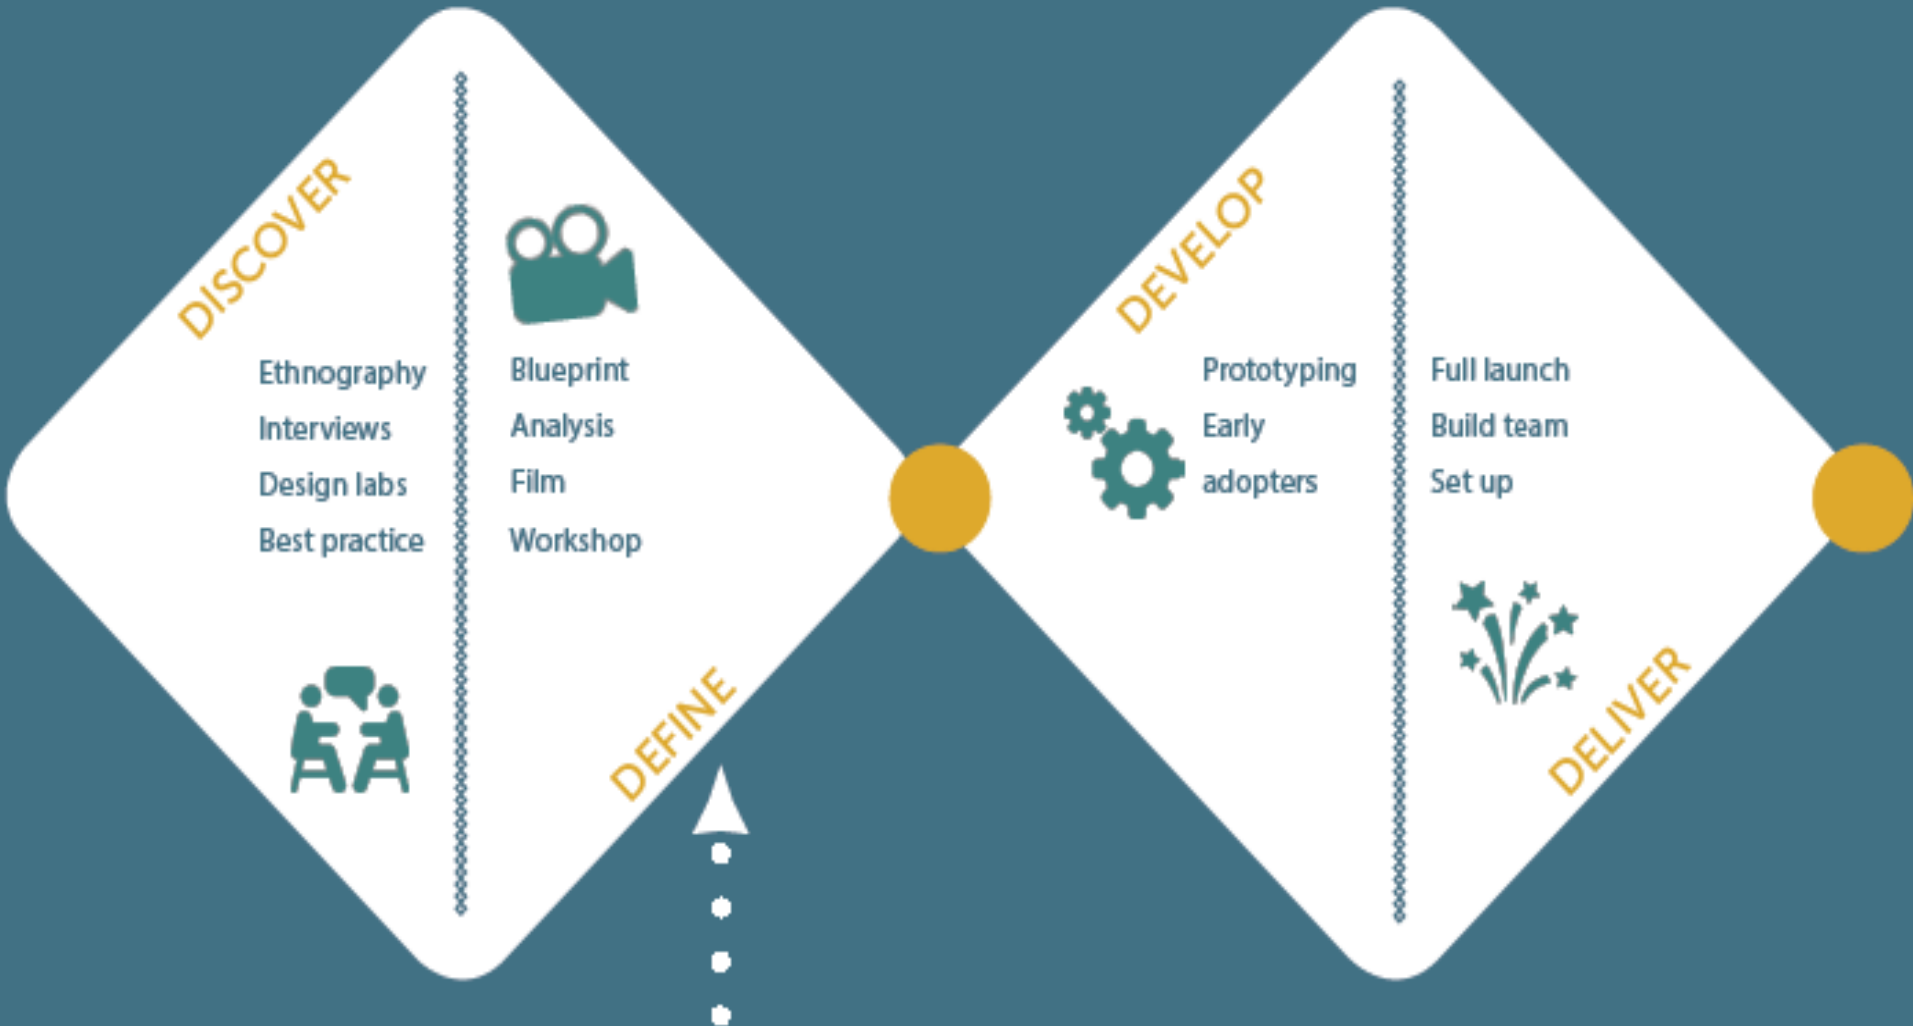 DISCOVER
Ethnography
Interviews
Design labs
Best practice
Blueprint
Analysis
Film
Workshop
DEFINE
DEVELOP
Prototyping
Early
adopters
Full launch
Build team
Set up
DELIVER